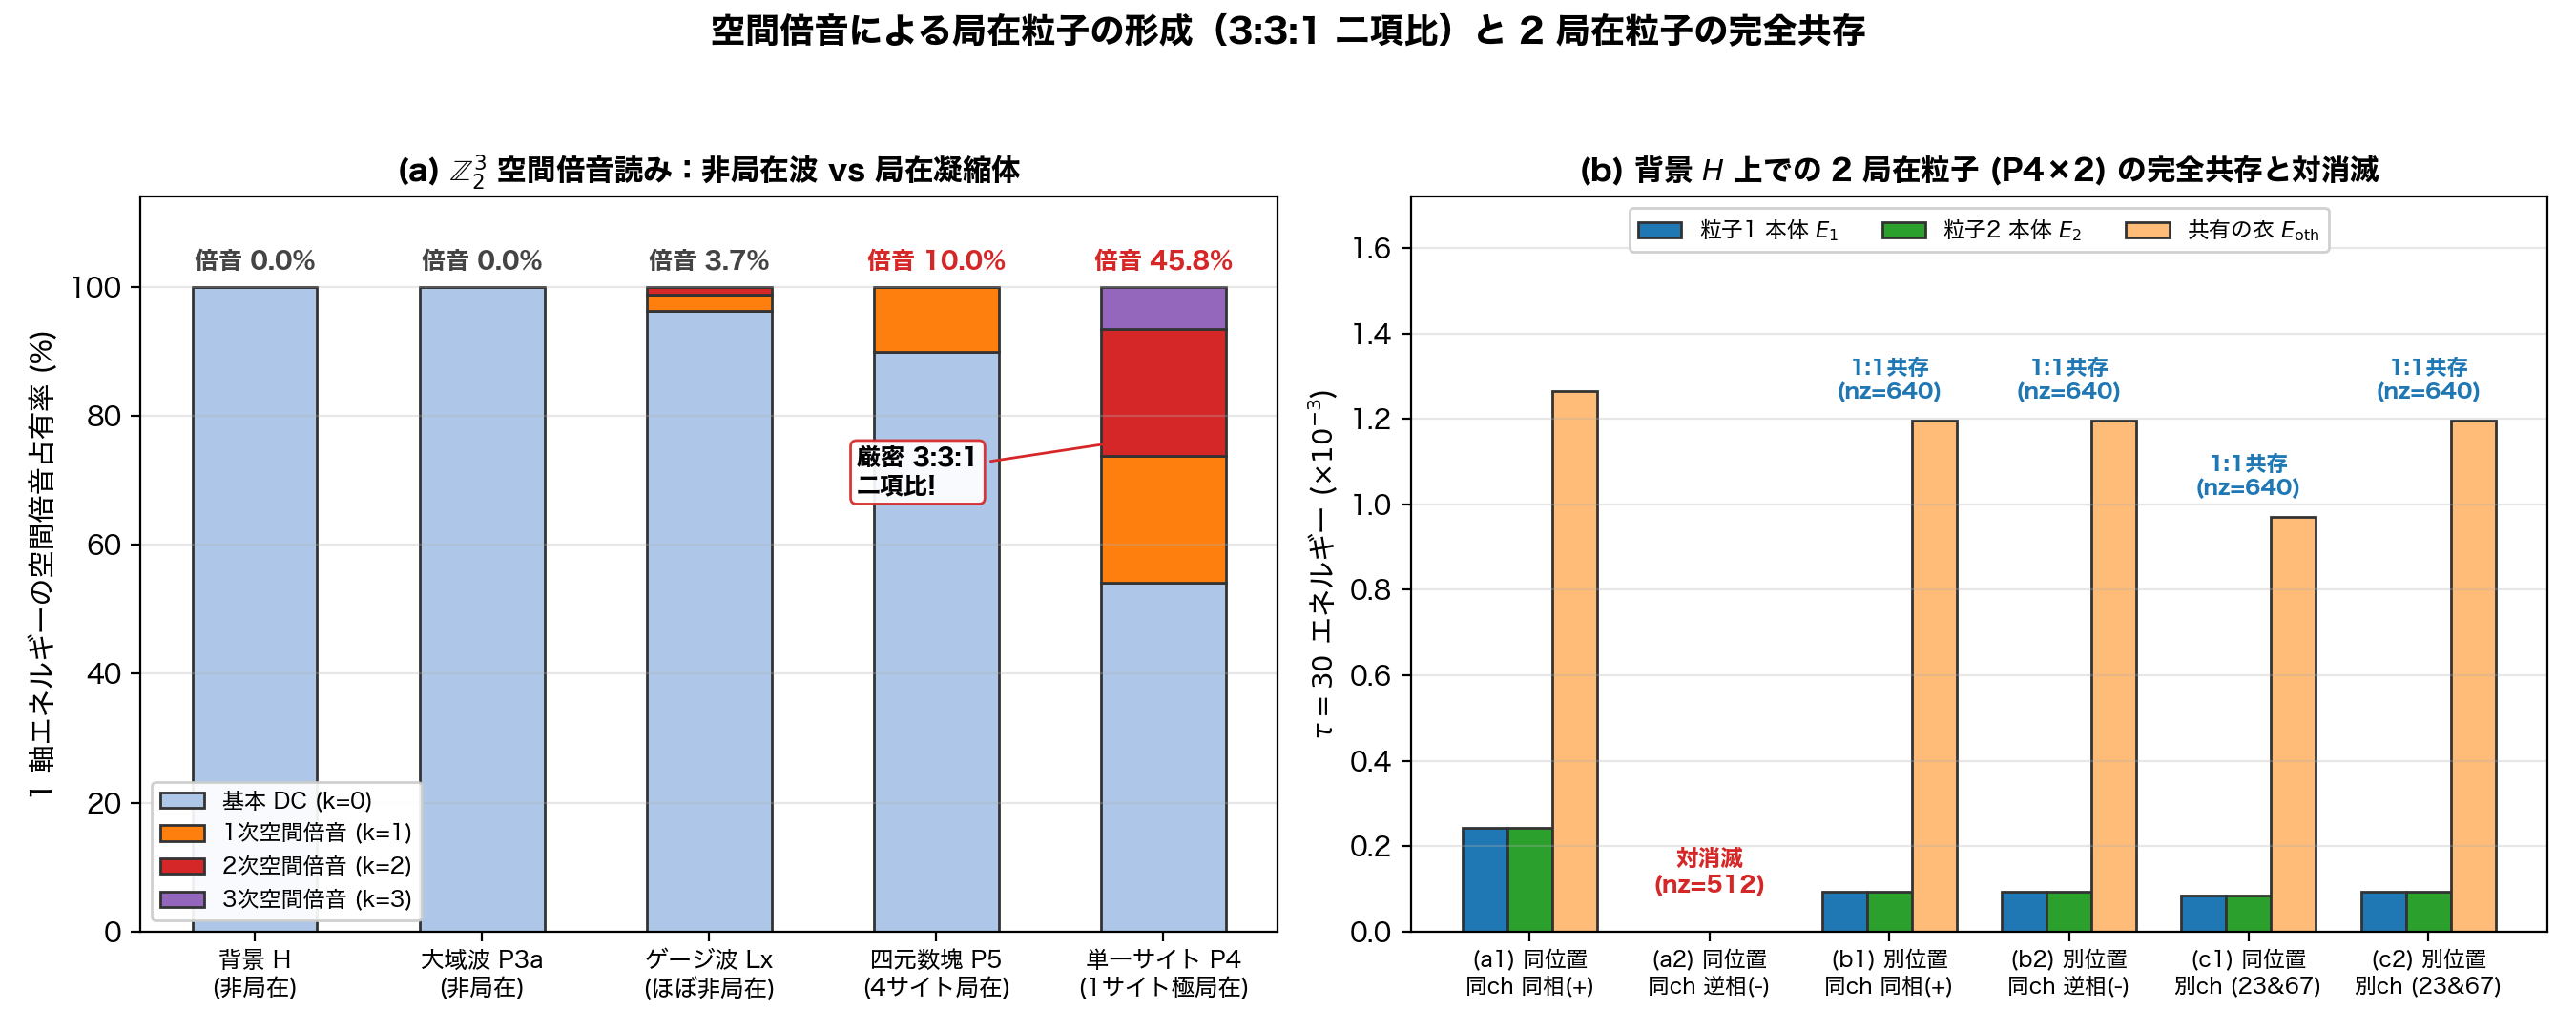 空間倍音による局在粒子の形成（3:3:1 二項比）と 2 局在粒子の完全共存
(a) ℤ₂³ 空間倍音読み：非局在波 vs 局在凝縮体
1 軸エネルギーの空間倍音占有率 (%)
100
80
60
40
20
0
倍音 0.0%
倍音 0.0%
倍音 3.7%
倍音 10.0%
倍音 45.8%
厳密 3:3:1
二項比!
基本 DC (k=0)
1次空間倍音 (k=1)
2次空間倍音 (k=2)
3次空間倍音 (k=3)
背景 H
(非局在)
大域波 P3a
(非局在)
ゲージ波 Lx
(ほぼ非局在)
四元数塊 P5
(4サイト局在)
単一サイト P4
(1サイト極局在)
(b) 背景 H 上での 2 局在粒子 (P4×2) の完全共存と対消滅
τ = 30 エネルギー (×10⁻³)
1.6
1.4
1.2
1.0
0.8
0.6
0.4
0.2
0.0
粒子1 本体 E₁
粒子2 本体 E₂
共有の衣 Eoth
対消滅
(nz=512)
1:1共存
(nz=640)
1:1共存
(nz=640)
1:1共存
(nz=640)
1:1共存
(nz=640)
(a1) 同位置
同ch 同相(+)
(a2) 同位置
同ch 逆相(-)
(b1) 別位置
同ch 同相(+)
(b2) 別位置
同ch 逆相(-)
(c1) 同位置
別ch (23&67)
(c2) 別位置
別ch (23&67)